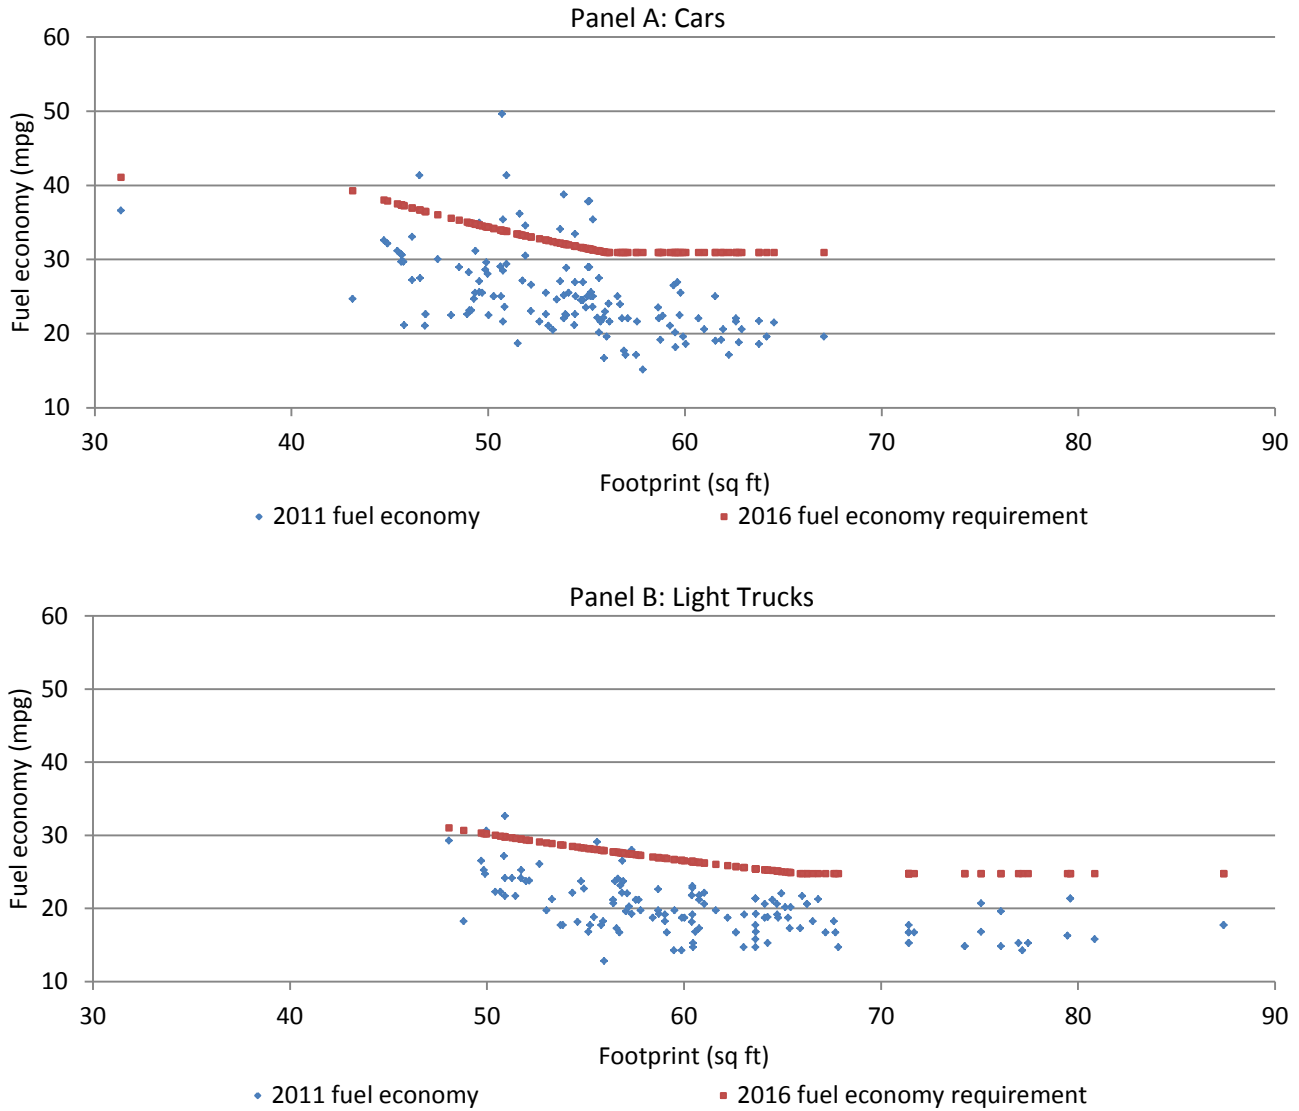 Panel A: Cars
60
50
40
30
20
10
Fuel economy (mpg)
30 40 50 60 70 80 90
Footprint (sq ft)
2011 fuel economy 2016 fuel economy requirement
Panel B: Light Trucks
60
50
40
30
20
10
Fuel economy (mpg)
30 40 50 60 70 80 90
Footprint (sq ft)
2011 fuel economy 2016 fuel economy requirement